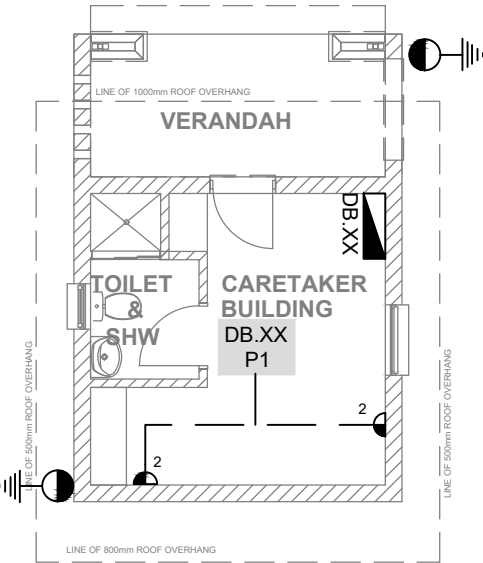 LINE OF 1000mm ROOF OVERHANG
VERANDAH
DB.XX
TOILET
&
SHW
CARETAKER
BUILDING
DB.XX
P1
2
2
LINE OF 500mm ROOF OVERHANG
LINE OF 500mm ROOF OVERHANG
LINE OF 800mm ROOF OVERHANG